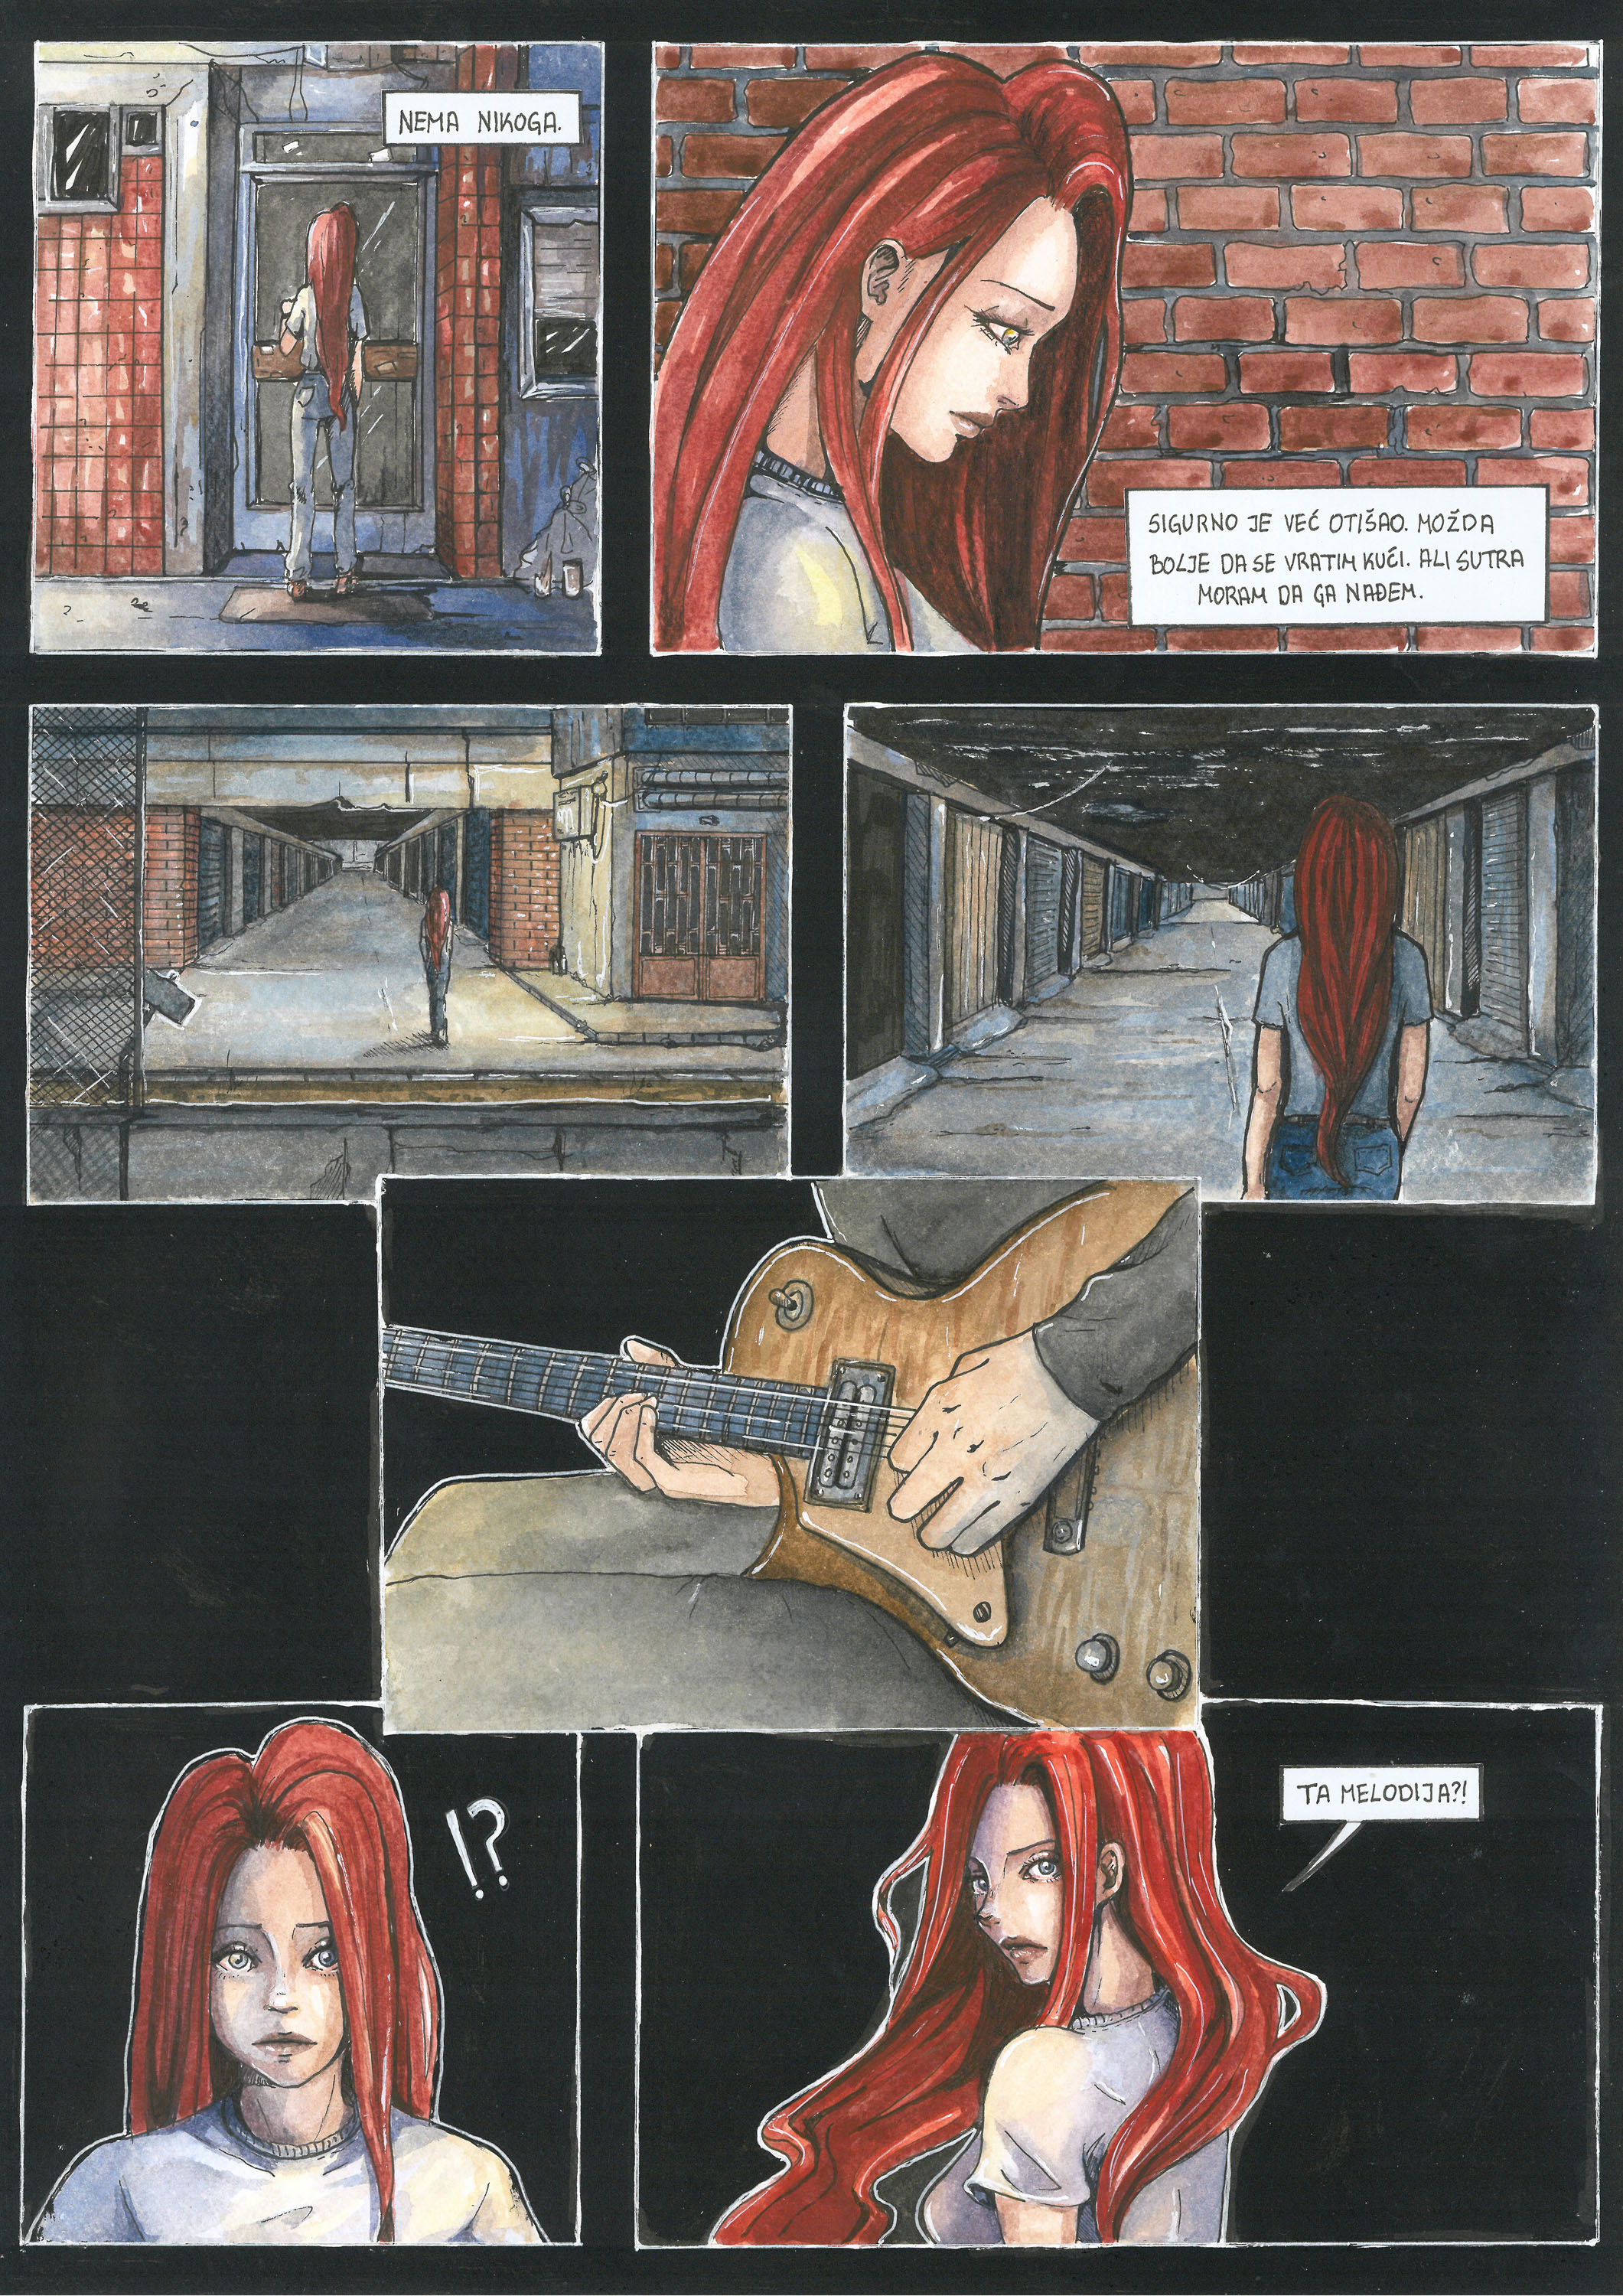 NEMA NIKOGA.
SIGURNO JE VEĆ OTIŠAO. MOŽDA
BOLJE DA SE VRATIM KUĆI. ALI SUTRA
MORAM DA GA NAĐEM.
!?
TA MELODIJA?!